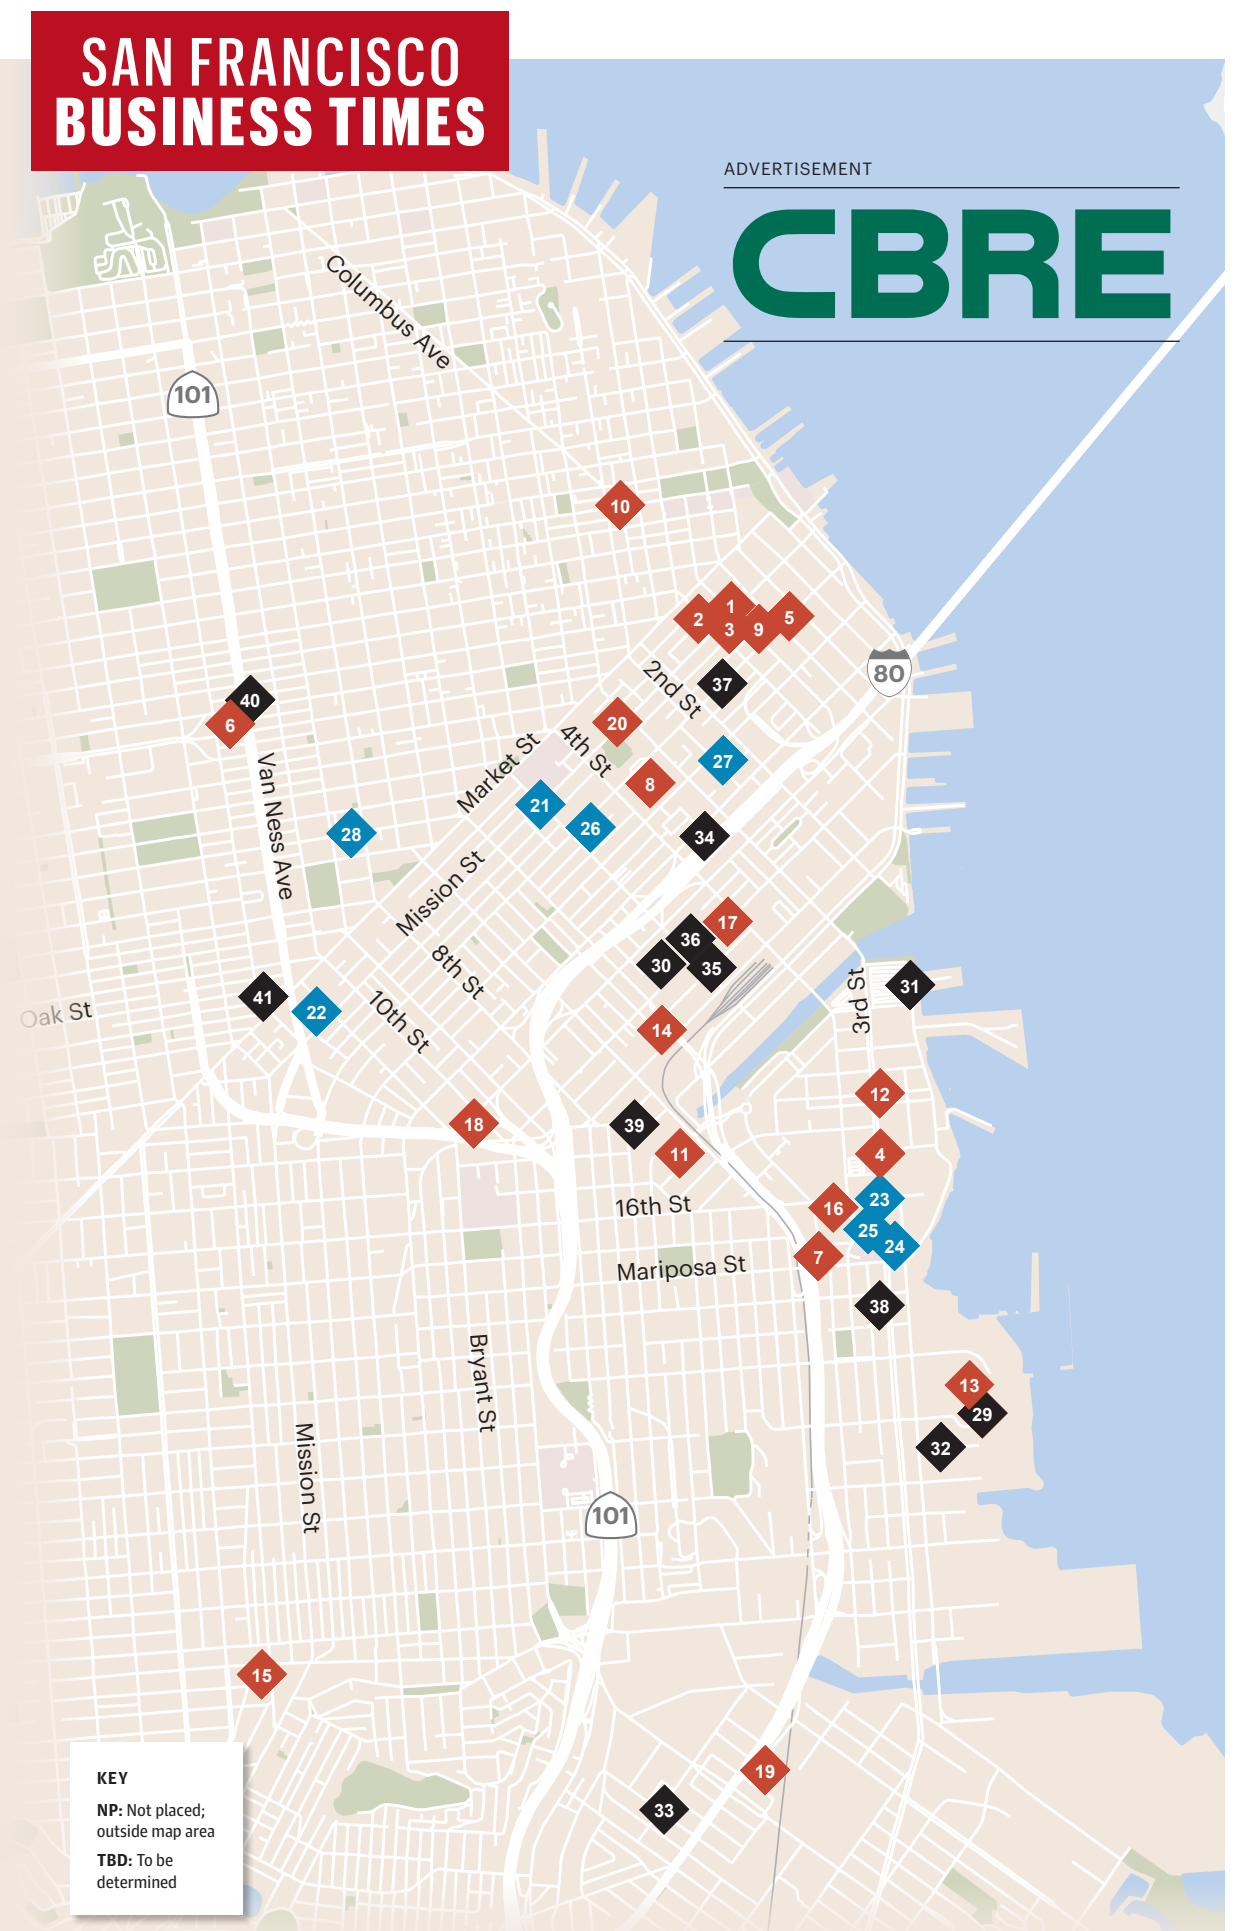 SAN FRANCISCO
BUSINESS TIMES
ADVERTISEMENT
CBRE
Columbus Ave
101
10
1
2
3
9
5
80
2nd St
37
40
6
20
4th St
Market St
27
8
Van Ness Ave
21
26
28
34
Mission St
17
36
30
35
8th St
31
3rd St
41
22
Oak St
10th St
14
12
18
39
11
4
16th St
16
23
25
24
7
Mariposa St
38
Bryant St
13
29
32
Mission St
101
15
19
33
KEY
NP: Not placed;
outside map area
TBD: To be
determined